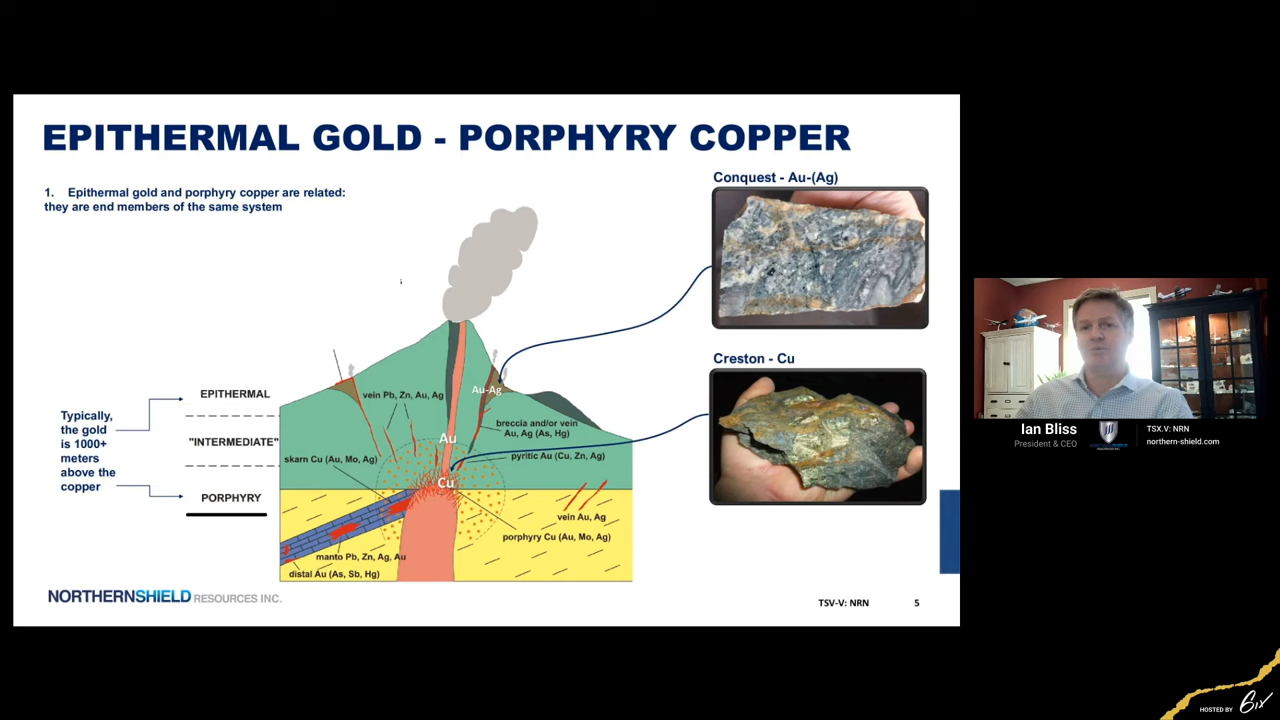 EPITHERMAL GOLD - PORPHYRY COPPER
1. Epithermal gold and porphyry copper are related:
they are end members of the same system
Conquest - Au-(Ag)
Creston - Cu
Typically,
the gold
is 1000+
meters
above the
copper
EPITHERMAL
"INTERMEDIATE"
PORPHYRY
vein Pb, Zn, Au, Ag
Au-Ag
breccia and/or vein
Au, Ag (As, Hg)
Au
skarn Cu (Au, Mo, Ag)
pyritic Au (Cu, Zn, Ag)
Cu
vein Au, Ag
porphyry Cu (Au, Mo, Ag)
manto Pb, Zn, Ag, Au
distal Au (As, Sb, Hg)
NORTHERNSHIELD RESOURCES INC.
TSV-V: NRN
5
Ian Bliss
President & CEO
TSX.V: NRN
northern-shield.com
HOSTED BY 6ix